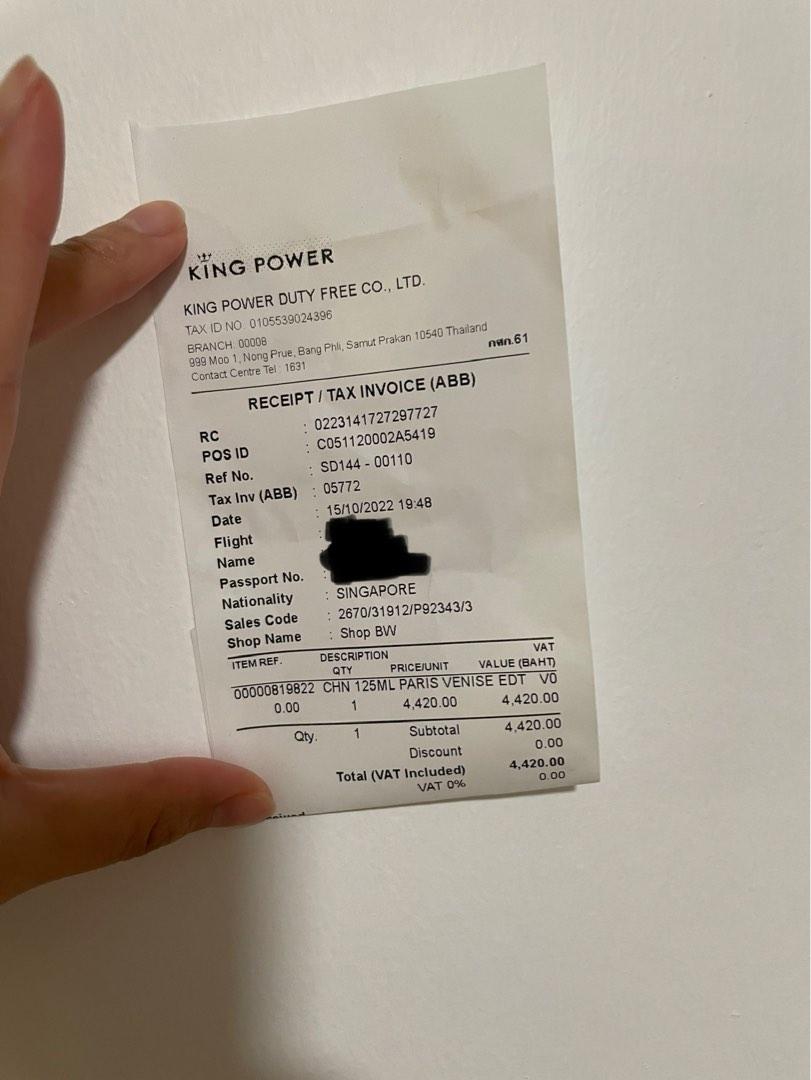 KING POWER
KING POWER DUTY FREE CO., LTD.
TAX ID NO 0105539024396
BRANCH: 00008
999 Moo 1, Nong Prue, Bang Phli, Samut Prakan 10540 Thailand
Contact Centre Tel : 1631 กศก.61
RECEIPT / TAX INVOICE (ABB)
RC : 0223141727297727
POS ID : C051120002A5419
Ref No. : SD144 - 00110
Tax Inv (ABB) : 05772
Date : 15/10/2022 19:48
Flight :
Name
Passport No. :
Nationality : SINGAPORE
Sales Code : 2670/31912/P92343/3
Shop Name : Shop BW
ITEM REF. DESCRIPTION VAT
QTY PRICE/UNIT VALUE (BAHT)
00000819822 CHN 125ML PARIS VENISE EDT V0
0.00 1 4,420.00 4,420.00
Qty. 1 Subtotal 4,420.00
Discount 0.00
Total (VAT Included) 4,420.00
VAT 0% 0.00